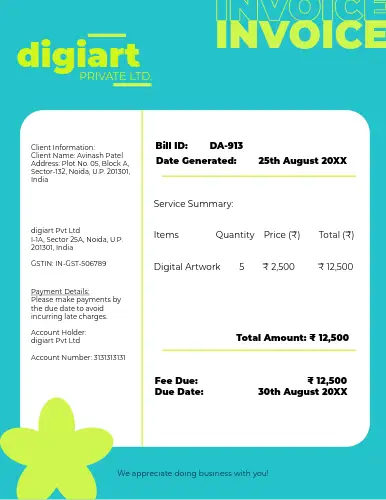 INVOICE
INVOICE
digiart
PRIVATE LTD.
Client Information:
Client Name: Avinash Patel
Address: Plot No. 05, Block A,
Sector-132, Noida, U.P. 201301,
India
digiart Pvt Ltd
I-1A, Sector 25A, Noida, U.P.
201301, India
GSTIN: IN-GST-506789
Payment Details:
Please make payments by
the due date to avoid
incurring late charges.
Account Holder:
digiart Pvt Ltd
Account Number: 3131313131
Bill ID: DA-913
Date Generated: 25th August 20XX
Service Summary:
Items Quantity Price (₹) Total (₹)
Digital Artwork 5 ₹ 2,500 ₹ 12,500
Total Amount: ₹ 12,500
Fee Due: ₹ 12,500
Due Date: 30th August 20XX
We appreciate doing business with you!